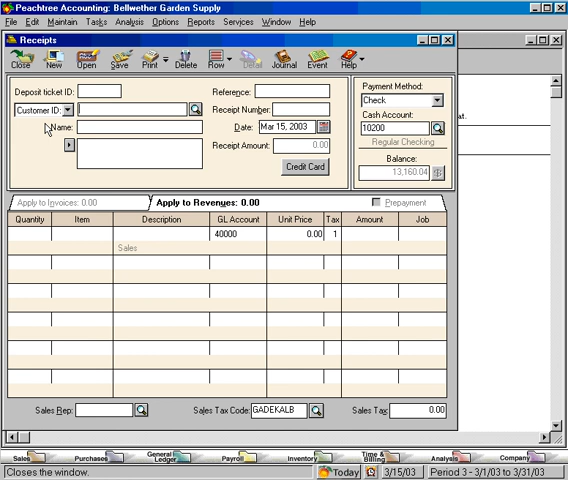 Peachtree Accounting: Bellwether Garden Supply
File Edit Maintain Tasks Analysis Options Reports Services Window Help
Receipts
Close New Open Save Print Delete Row Detail Journal Event Help
Deposit ticket ID:
Reference:
Payment Method:
Check
Customer ID:
Receipt Number:
Cash Account:
Name:
Date: Mar 15, 2003
10200
Regular Checking
Receipt Amount: 0.00
Balance:
Credit Card
13,160.04
Apply to Invoices: 0.00
Apply to Revenues: 0.00
Prepayment
Quantity Item Description GL Account Unit Price Tax Amount Job
40000 0.00 1
Sales
Sales Rep:
Sales Tax Code: GADEKALB
Sales Tax: 0.00
at.
Sales Purchases General Ledger Payroll Inventory Time & Billing Analysis Company
Closes the window.
Today
3/15/03
Period 3 - 3/1/03 to 3/31/03